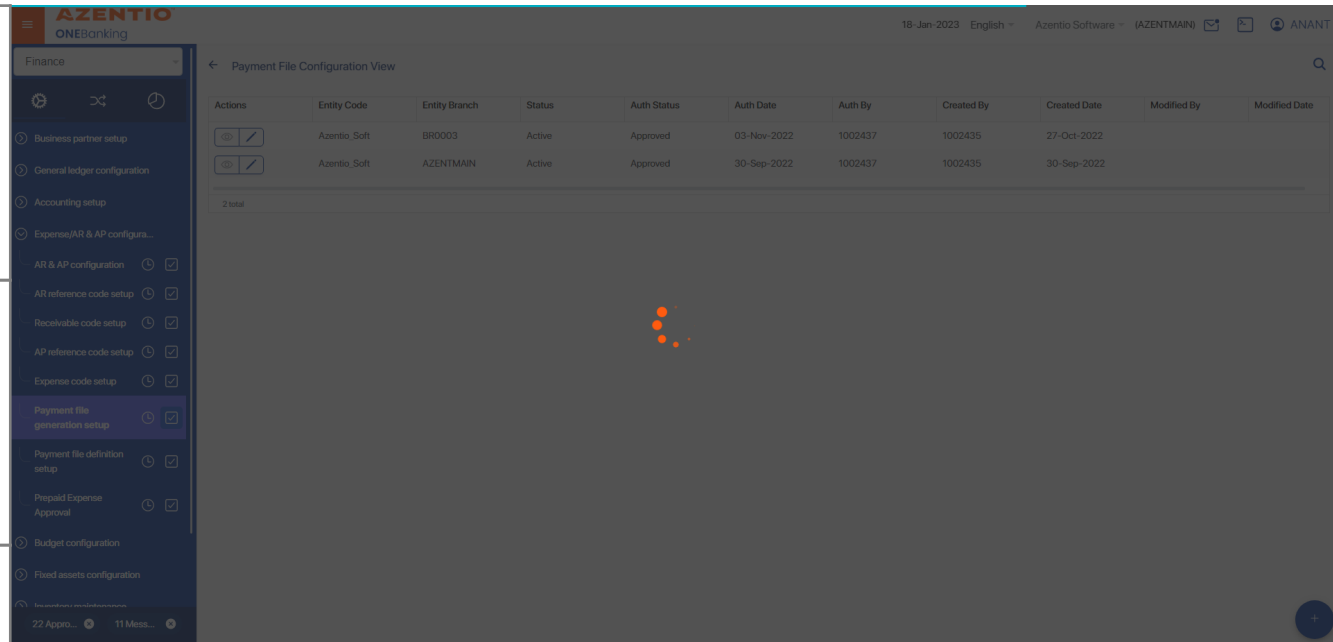 AZENTIO
ONEBanking
18-Jan-2023 English Azentio Software (AZENTMAIN) ANANT
Finance
Payment File Configuration View
Actions Entity Code Entity Branch Status Auth Status Auth Date Auth By Created By Created Date Modified By Modified Date
Azentio_Soft BR0003 Active Approved 03-Nov-2022 1002437 1002435 27-Oct-2022
Azentio_Soft AZENTMAIN Active Approved 30-Sep-2022 1002437 1002435 30-Sep-2022
2 total
Business partner setup
General ledger configuration
Accounting setup
Expense/AR & AP configura...
AR & AP configuration
AR reference code setup
Receivable code setup
AP reference code setup
Expense code setup
Payment file
generation setup
Payment file definition
setup
Prepaid Expense
Approval
Budget configuration
Fixed assets configuration
Inventory maintenance
22 Appro... 11 Mess...